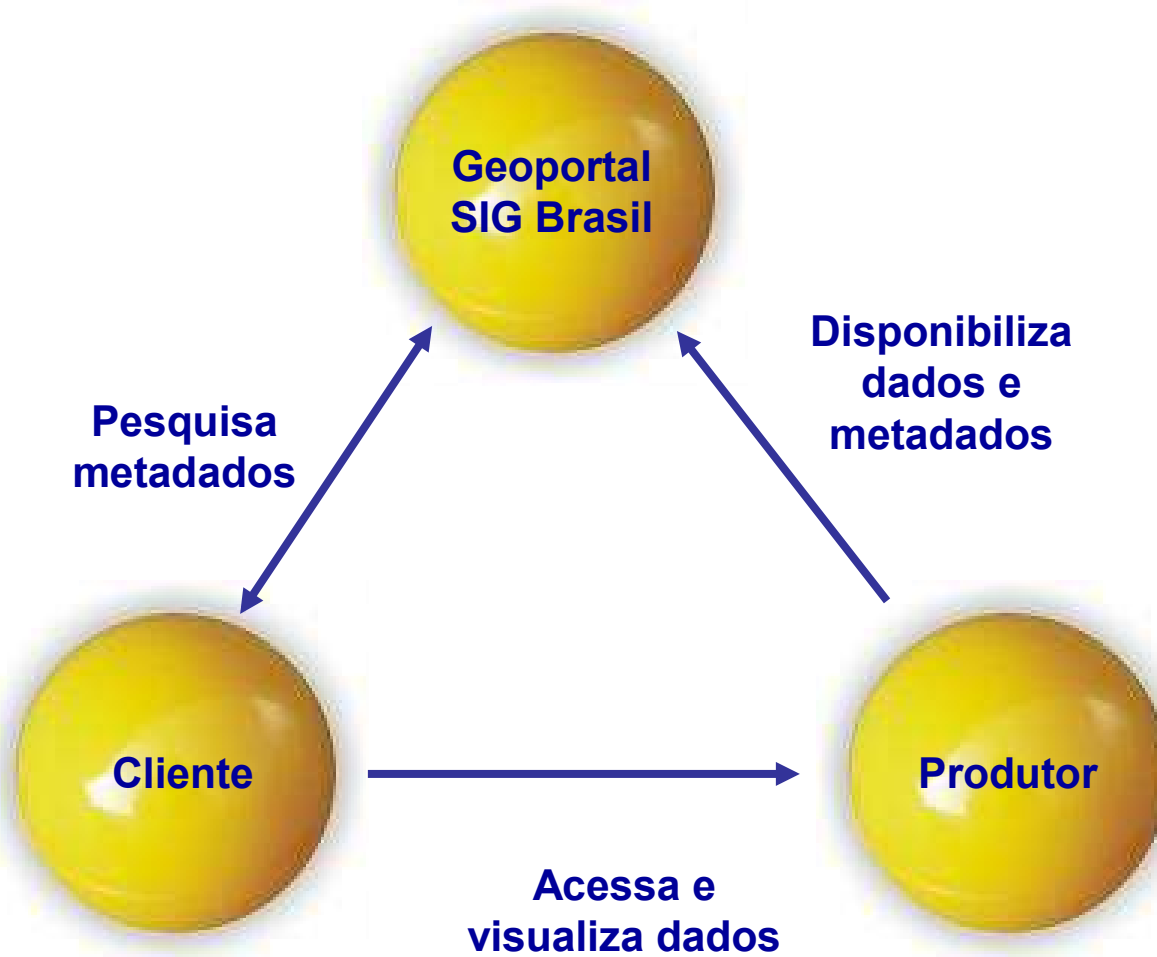 Geoportal
SIG Brasil
Disponibiliza
dados e
metadados
Pesquisa
metadados
Cliente
Produtor
Acessa e
visualiza dados